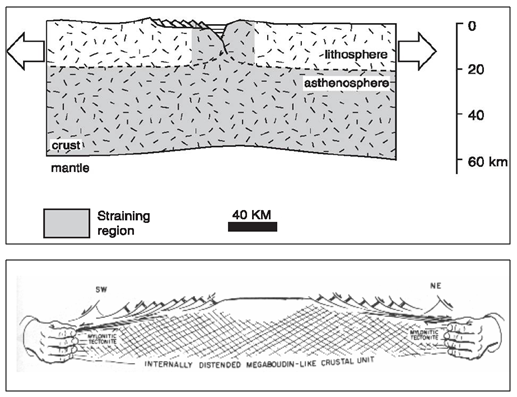 0
lithosphere
20
asthenosphere
40
crust
mantle
60 km
Straining
region
40 KM
SW
NE
MYLONITIC
TECTONITE
MYLONITIC
TECTONITE
INTERNALLY DISTENDED MEGABOUDIN-LIKE CRUSTAL UNIT